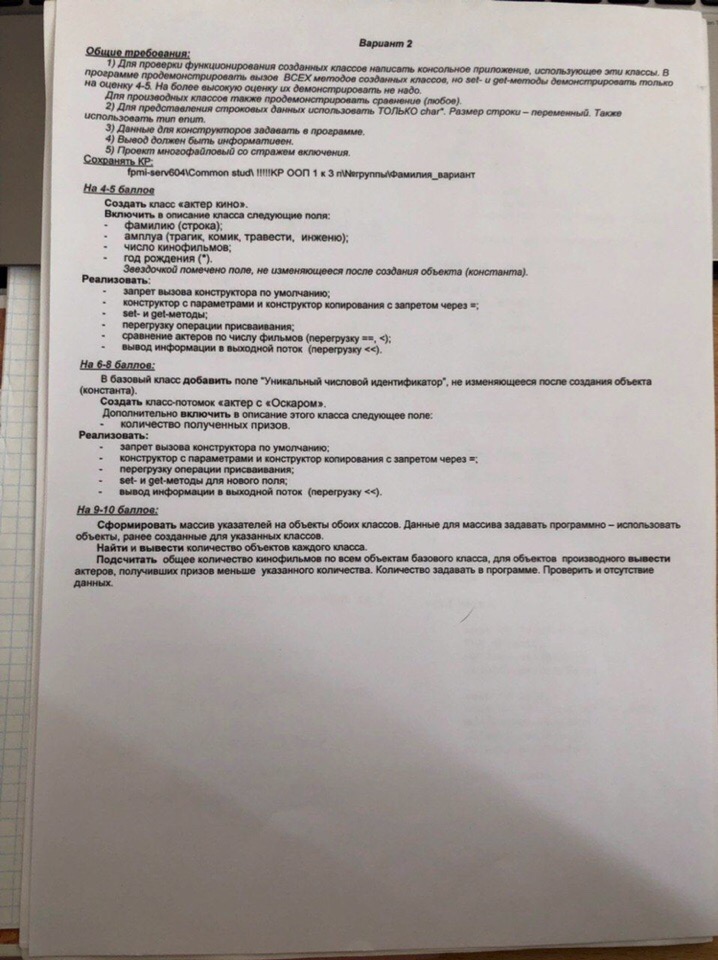 Вариант 2
Общие требования:
1) Для проверки функционирования созданных классов написать консольное приложение, использующее эти классы. В
программе продемонстрировать вызов ВСЕХ методов созданных классов, но set- и get-методы демонстрировать только
на оценку 4-5. На более высокую оценку их демонстрировать не надо.
Для производных классов также продемонстрировать сравнение (любое).
2) Для представления строковых данных использовать ТОЛЬКО char*. Размер строки – переменный. Также
использовать тип enum.
3) Данные для конструкторов задавать в программе.
4) Вывод должен быть информативен.
5) Проект многофайловый со стражем включения.
Сохранять КР:
fpmi-serv604\Common stud\ !!!!!КР ООП 1 к 3 п\№группы\Фамилия_вариант
На 4-5 баллов
Создать класс «актер кино».
Включить в описание класса следующие поля:
- фамилию (строка);
- амплуа (трагик, комик, травести, инженю);
- число кинофильмов;
- год рождения (*).
Звездочкой помечено поле, не изменяющееся после создания объекта (константа).
Реализовать:
- запрет вызова конструктора по умолчанию;
- конструктор с параметрами и конструктор копирования с запретом через =;
- set- и get-методы;
- перегрузку операции присваивания;
- сравнение актеров по числу фильмов (перегрузку ==, <);
- вывод информации в выходной поток (перегрузку <<).
На 6-8 баллов:
В базовый класс добавить поле "Уникальный числовой идентификатор", не изменяющееся после создания объекта
(константа).
Создать класс-потомок «актер с «Оскаром».
Дополнительно включить в описание этого класса следующее поле:
- количество полученных призов.
Реализовать:
- запрет вызова конструктора по умолчанию;
- конструктор с параметрами и конструктор копирования с запретом через =;
- перегрузку операции присваивания;
- set- и get-методы для нового поля;
- вывод информации в выходной поток (перегрузку <<).
На 9-10 баллов:
Сформировать массив указателей на объекты обоих классов. Данные для массива задавать программно – использовать
объекты, ранее созданные для указанных классов.
Найти и вывести количество объектов каждого класса.
Подсчитать общее количество кинофильмов по всем объектам базового класса, для объектов производного вывести
актеров, получивших призов меньше указанного количества. Количество задавать в программе. Проверить и отсутствие
данных.